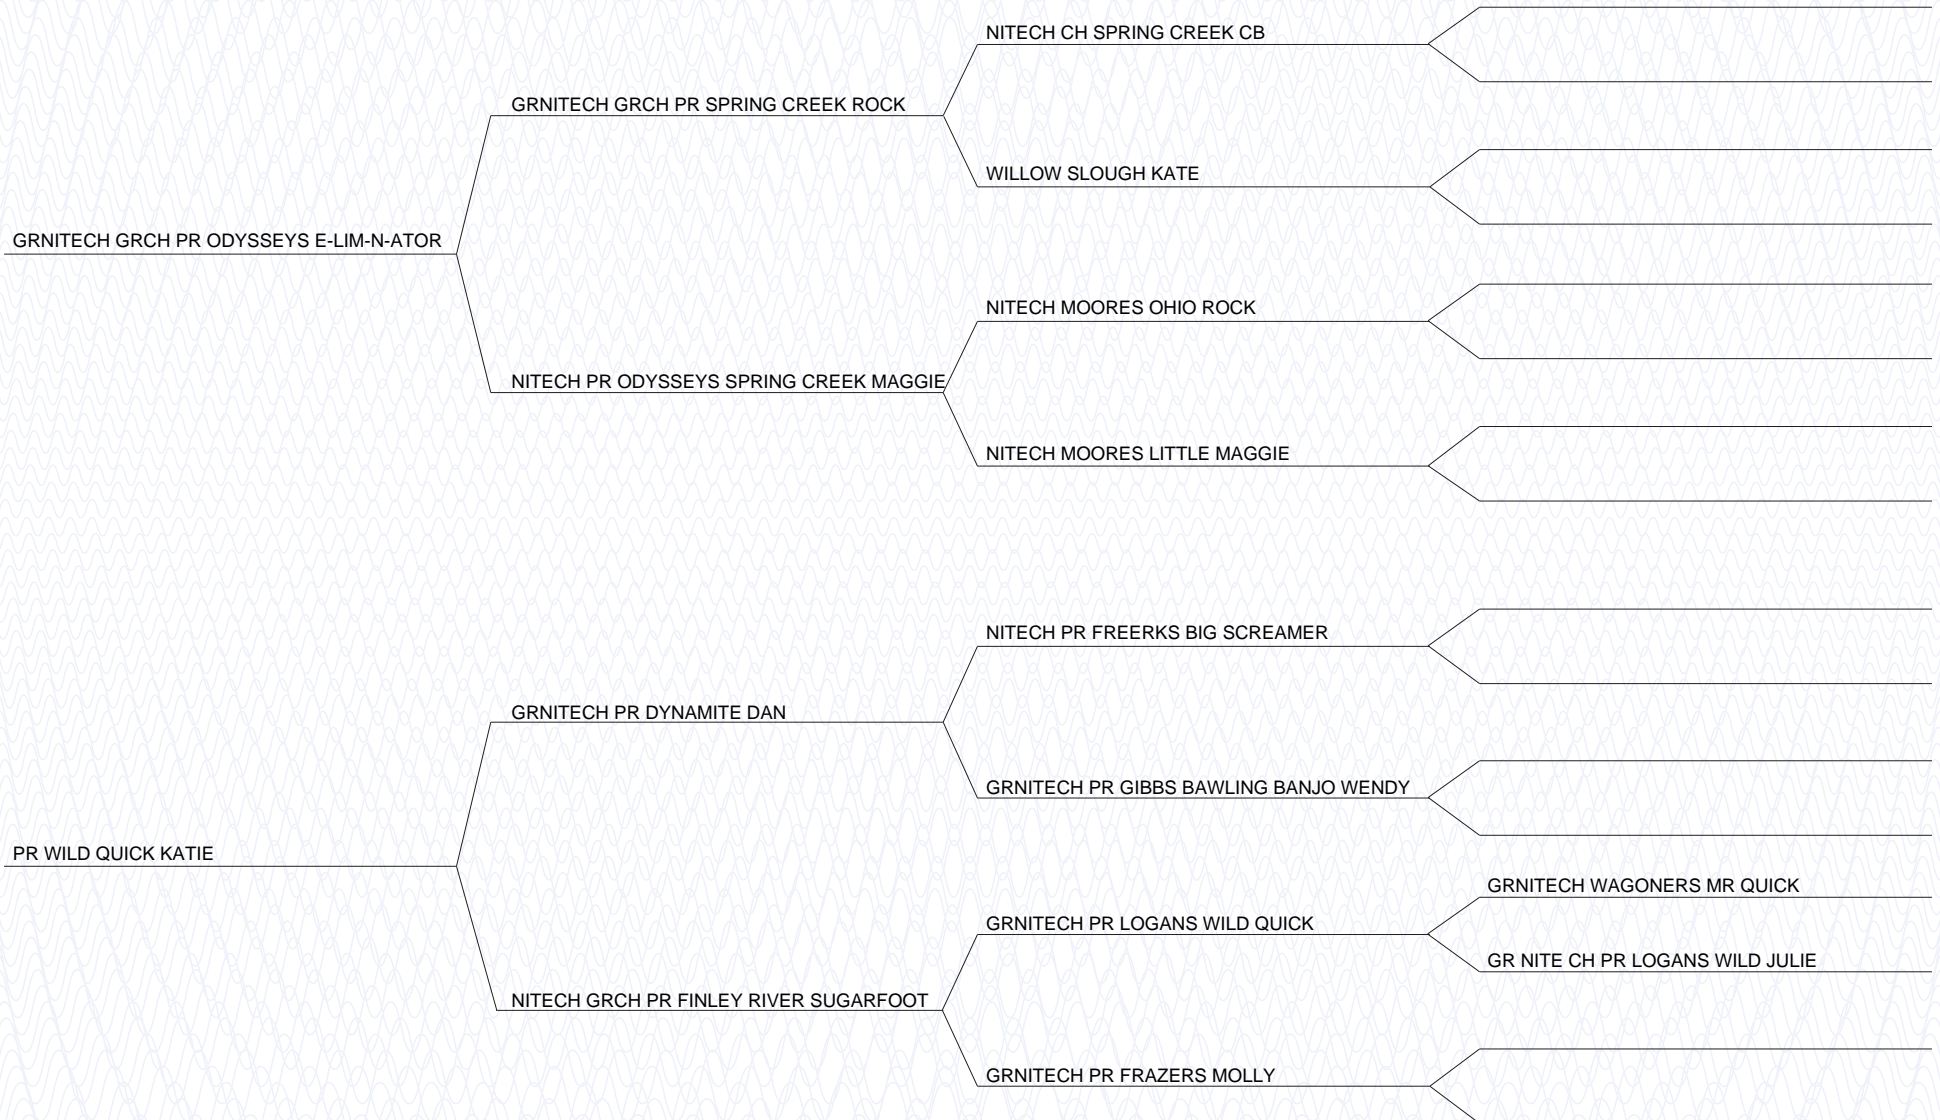 NITECH CH SPRING CREEK CB
GRNITECH GRCH PR SPRING CREEK ROCK
WILLOW SLOUGH KATE
GRNITECH GRCH PR ODYSSEYS E-LIM-N-ATOR
NITECH MOORES OHIO ROCK
NITECH PR ODYSSEYS SPRING CREEK MAGGIE
NITECH MOORES LITTLE MAGGIE
NITECH PR FREERKS BIG SCREAMER
GRNITECH PR DYNAMITE DAN
GRNITECH PR GIBBS BAWLING BANJO WENDY
PR WILD QUICK KATIE
GRNITECH WAGONERS MR QUICK
GRNITECH PR LOGANS WILD QUICK
GR NITE CH PR LOGANS WILD JULIE
NITECH GRCH PR FINLEY RIVER SUGARFOOT
GRNITECH PR FRAZERS MOLLY